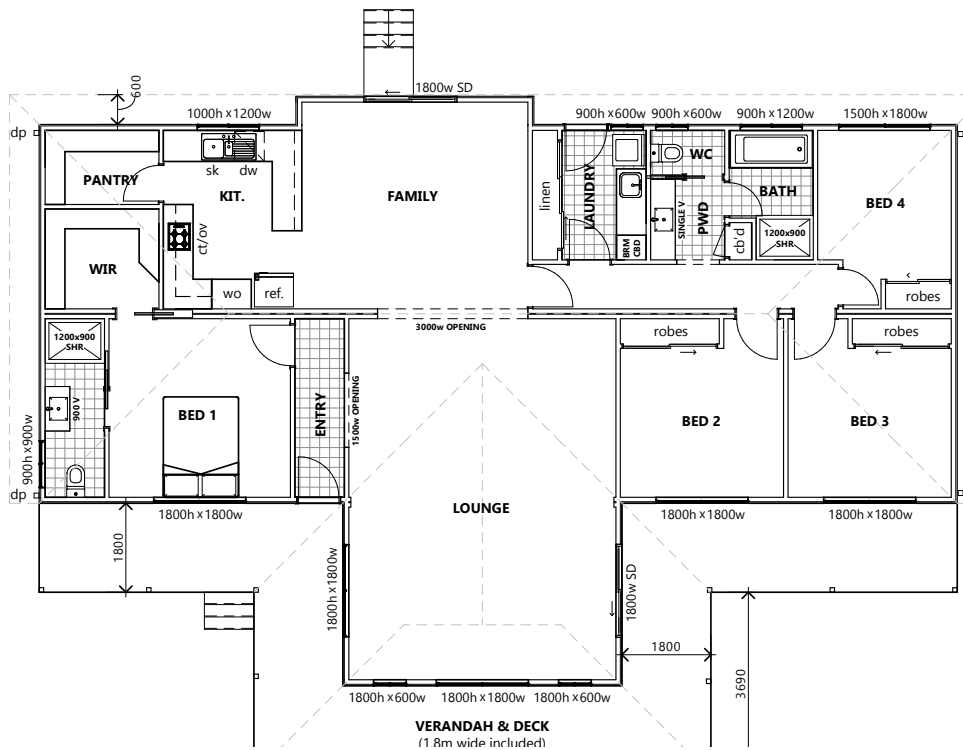 600
1800w SD
1000h x 1200w
900h x 600w
900h x 600w
900h x 1200w
1500h x 1800w
dp
sk
dw
PANTRY
KIT.
FAMILY
linen
LAUNDRY
WC
BATH
SINGLE V
PWD
BED 4
ct/ov
BRM
CBD
cb'd
1200x900
SHR
WIR
wo
ref.
robes
3000w OPENING
1200x900
SHR
robes
robes
900 V
BED 1
ENTRY
1500w OPENING
BED 2
BED 3
900h x 900w
dp
LOUNGE
1800h x 1800w
1800h x 1800w
1800h x 1800w
1800
1800h x 1800w
1800w SD
1800
3690
1800h x 600w
1800h x 1800w
1800h x 600w
VERANDAH & DECK
(1.8m wide included)